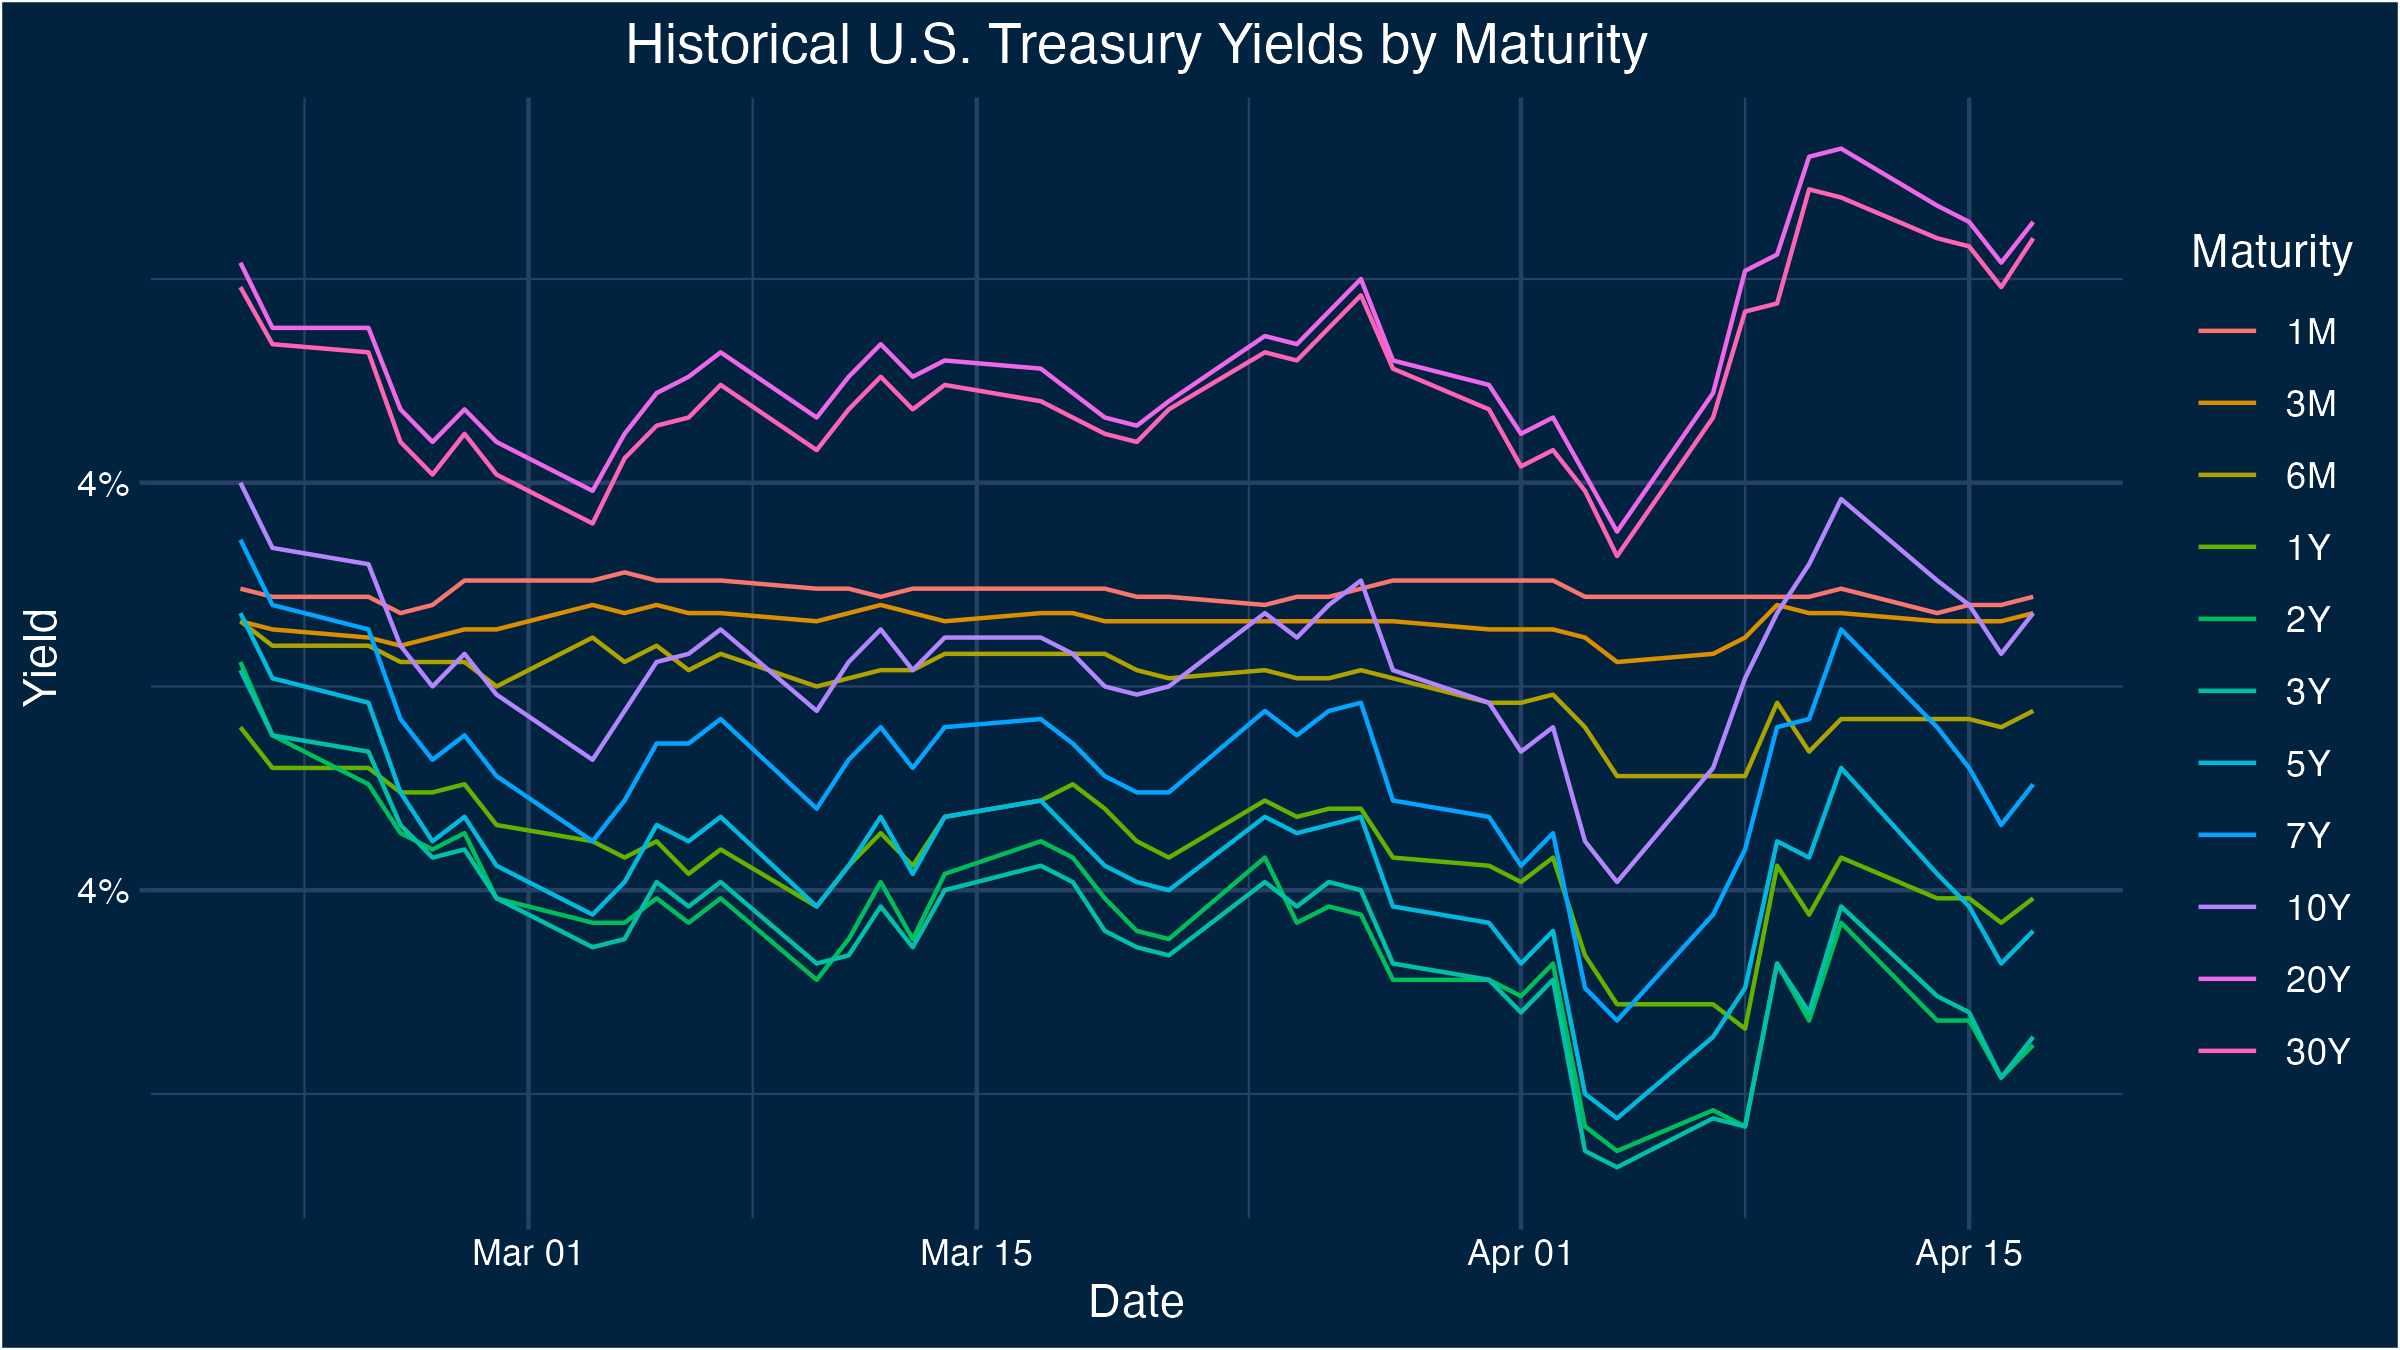 Historical U.S. Treasury Yields by Maturity
Yield
4%
4%
Mar 01
Mar 15
Apr 01
Apr 15
Date
Maturity
1M
3M
6M
1Y
2Y
3Y
5Y
7Y
10Y
20Y
30Y